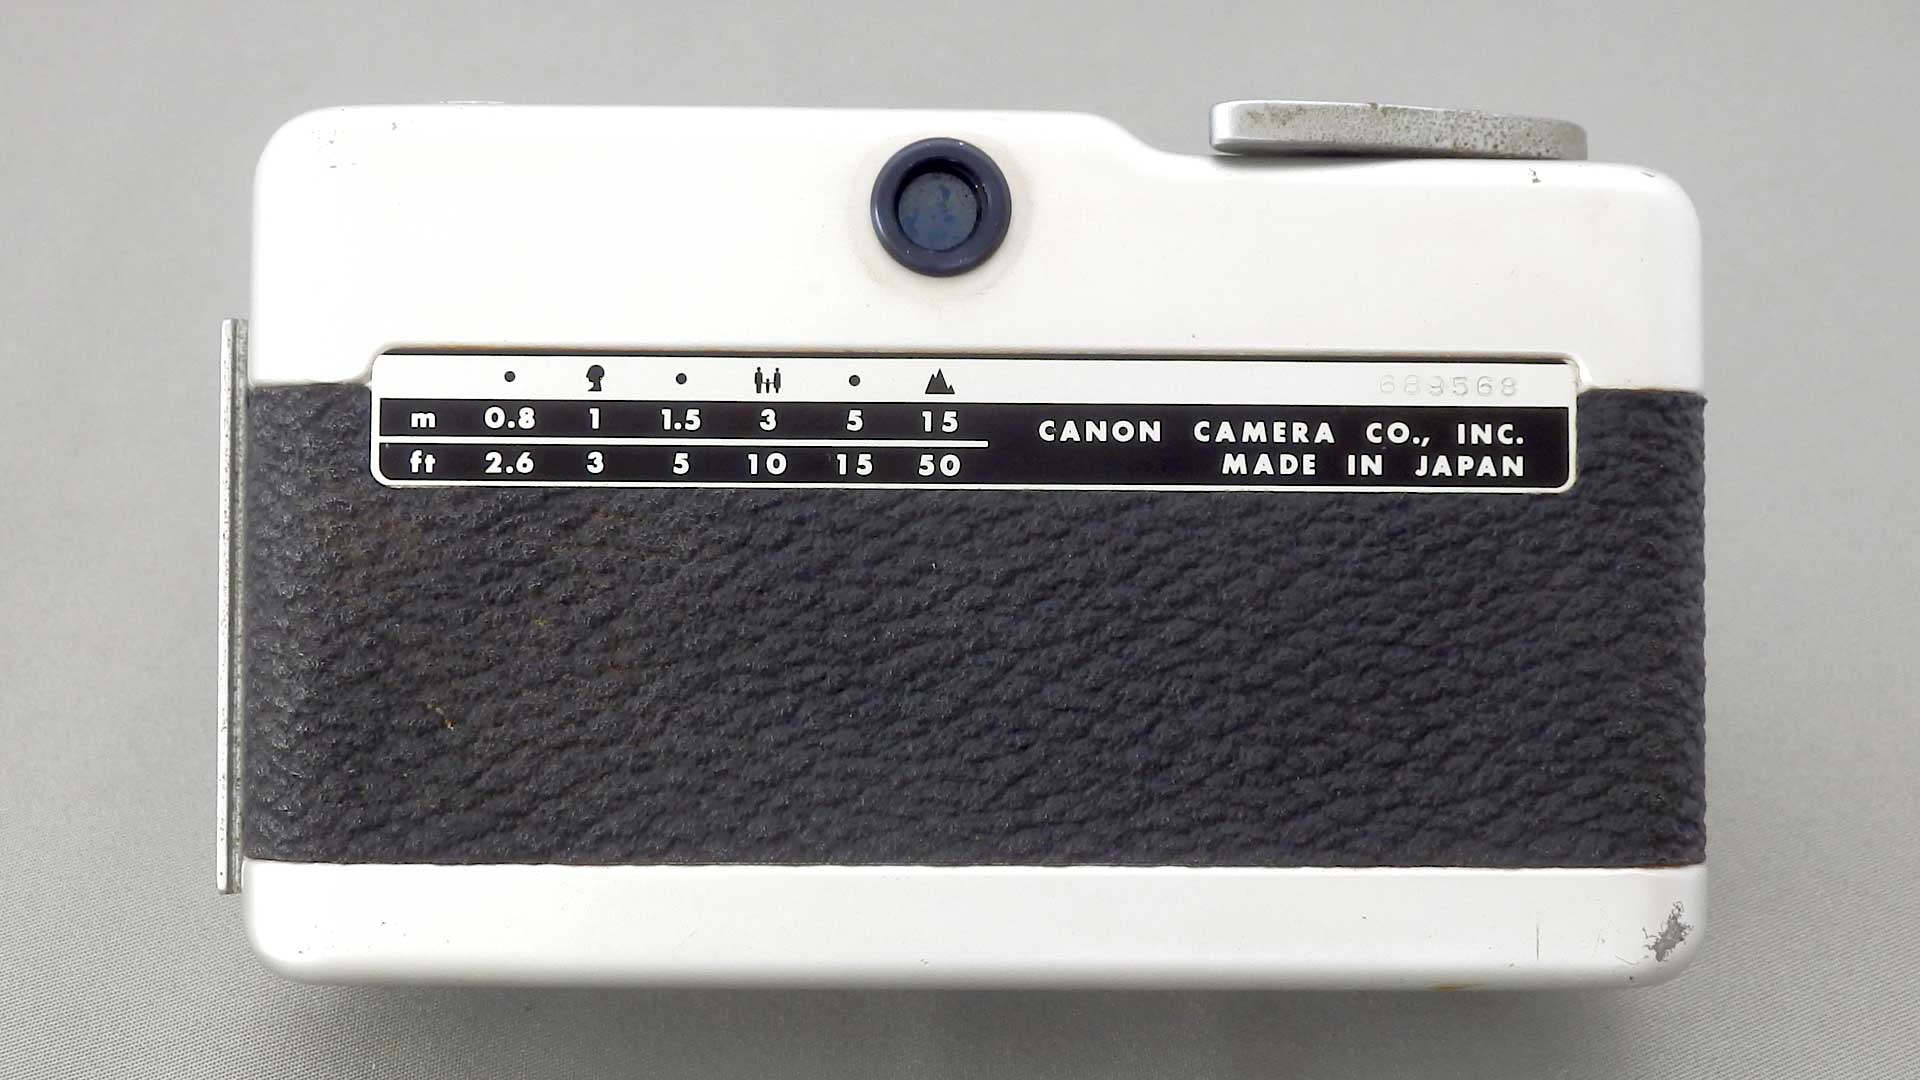 689568
m 0.8 1 1.5 3 5 15
ft 2.6 3 5 10 15 50
CANON CAMERA CO., INC.
MADE IN JAPAN